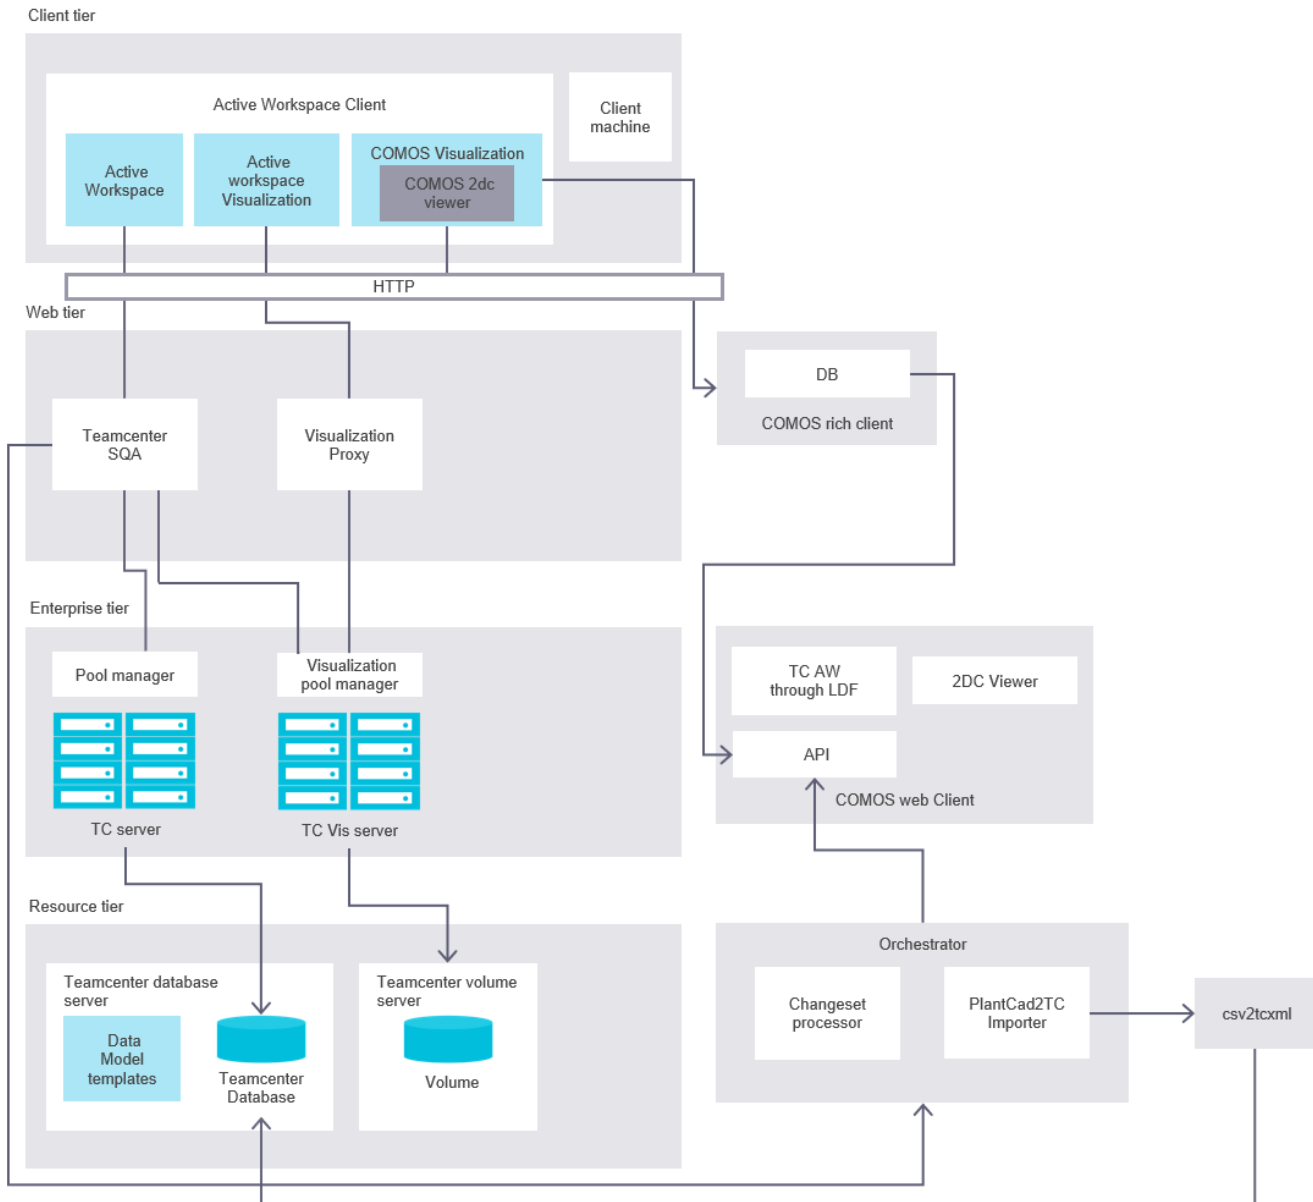 Client tier
Active Workspace Client
Client
machine
Active
Workspace
Active
workspace
Visualization
COMOS Visualization
COMOS 2dc
viewer
HTTP
Web tier
Teamcenter
SQA
Visualization
Proxy
DB
COMOS rich client
Enterprise tier
Pool manager
Visualization
pool manager
TC server
TC Vis server
TC AW
through LDF
2DC Viewer
API
COMOS web Client
Resource tier
Teamcenter database
server
Data
Model
templates
Teamcenter
Database
Teamcenter volume
server
Volume
Orchestrator
Changeset
processor
PlantCad2TC
Importer
csv2tcxml